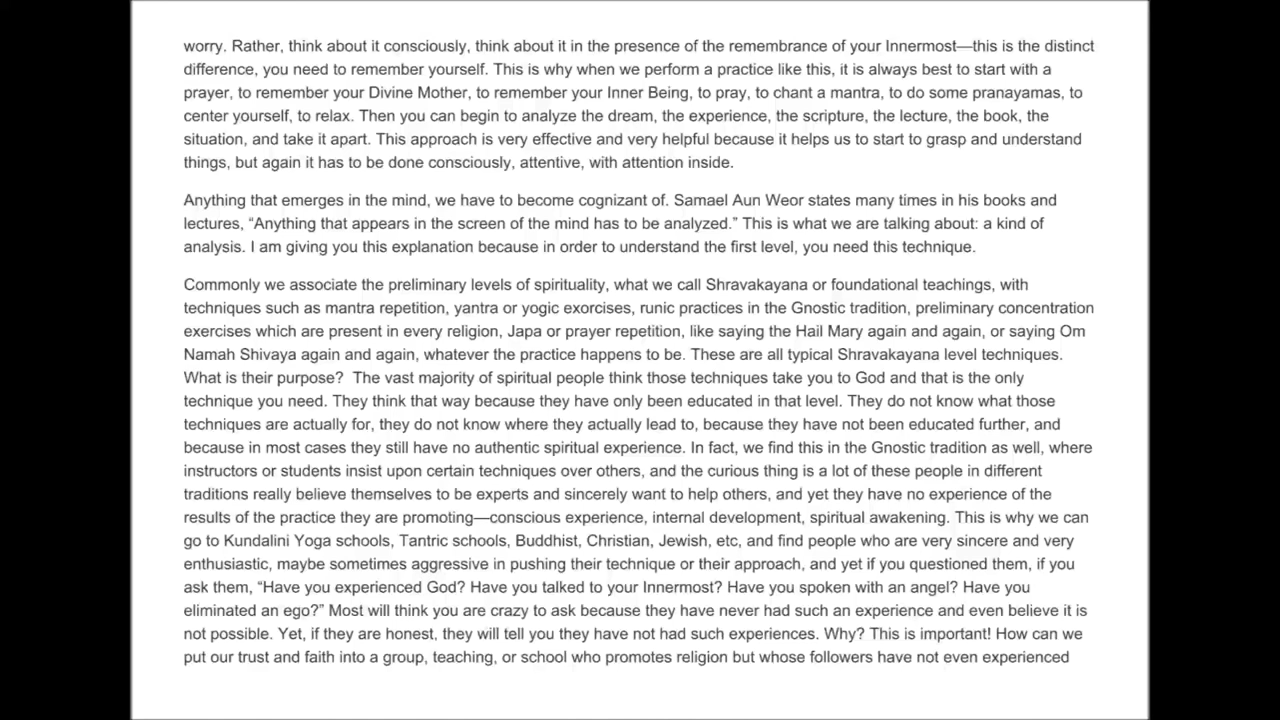 worry. Rather, think about it consciously, think about it in the presence of the remembrance of your Innermost—this is the distinct
difference, you need to remember yourself. This is why when we perform a practice like this, it is always best to start with a
prayer, to remember your Divine Mother, to remember your Inner Being, to pray, to chant a mantra, to do some pranayamas, to
center yourself, to relax. Then you can begin to analyze the dream, the experience, the scripture, the lecture, the book, the
situation, and take it apart. This approach is very effective and very helpful because it helps us to start to grasp and understand
things, but again it has to be done consciously, attentive, with attention inside.
Anything that emerges in the mind, we have to become cognizant of. Samael Aun Weor states many times in his books and
lectures, “Anything that appears in the screen of the mind has to be analyzed.” This is what we are talking about: a kind of
analysis. I am giving you this explanation because in order to understand the first level, you need this technique.
Commonly we associate the preliminary levels of spirituality, what we call Shravakayana or foundational teachings, with
techniques such as mantra repetition, yantra or yogic exorcises, runic practices in the Gnostic tradition, preliminary concentration
exercises which are present in every religion, Japa or prayer repetition, like saying the Hail Mary again and again, or saying Om
Namah Shivaya again and again, whatever the practice happens to be. These are all typical Shravakayana level techniques.
What is their purpose?  The vast majority of spiritual people think those techniques take you to God and that is the only
technique you need. They think that way because they have only been educated in that level. They do not know what those
techniques are actually for, they do not know where they actually lead to, because they have not been educated further, and
because in most cases they still have no authentic spiritual experience. In fact, we find this in the Gnostic tradition as well, where
instructors or students insist upon certain techniques over others, and the curious thing is a lot of these people in different
traditions really believe themselves to be experts and sincerely want to help others, and yet they have no experience of the
results of the practice they are promoting—conscious experience, internal development, spiritual awakening. This is why we can
go to Kundalini Yoga schools, Tantric schools, Buddhist, Christian, Jewish, etc, and find people who are very sincere and very
enthusiastic, maybe sometimes aggressive in pushing their technique or their approach, and yet if you questioned them, if you
ask them, “Have you experienced God? Have you talked to your Innermost? Have you spoken with an angel? Have you
eliminated an ego?” Most will think you are crazy to ask because they have never had such an experience and even believe it is
not possible. Yet, if they are honest, they will tell you they have not had such experiences. Why? This is important! How can we
put our trust and faith into a group, teaching, or school who promotes religion but whose followers have not even experienced